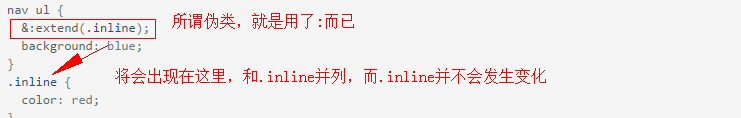 nav ul {
&:extend(.inline); 所谓伪类，就是用了:而已
background: blue;
}
.inline { 将会出现在这里，和.inline并列，而.inline并不会发生变化
color: red;
}